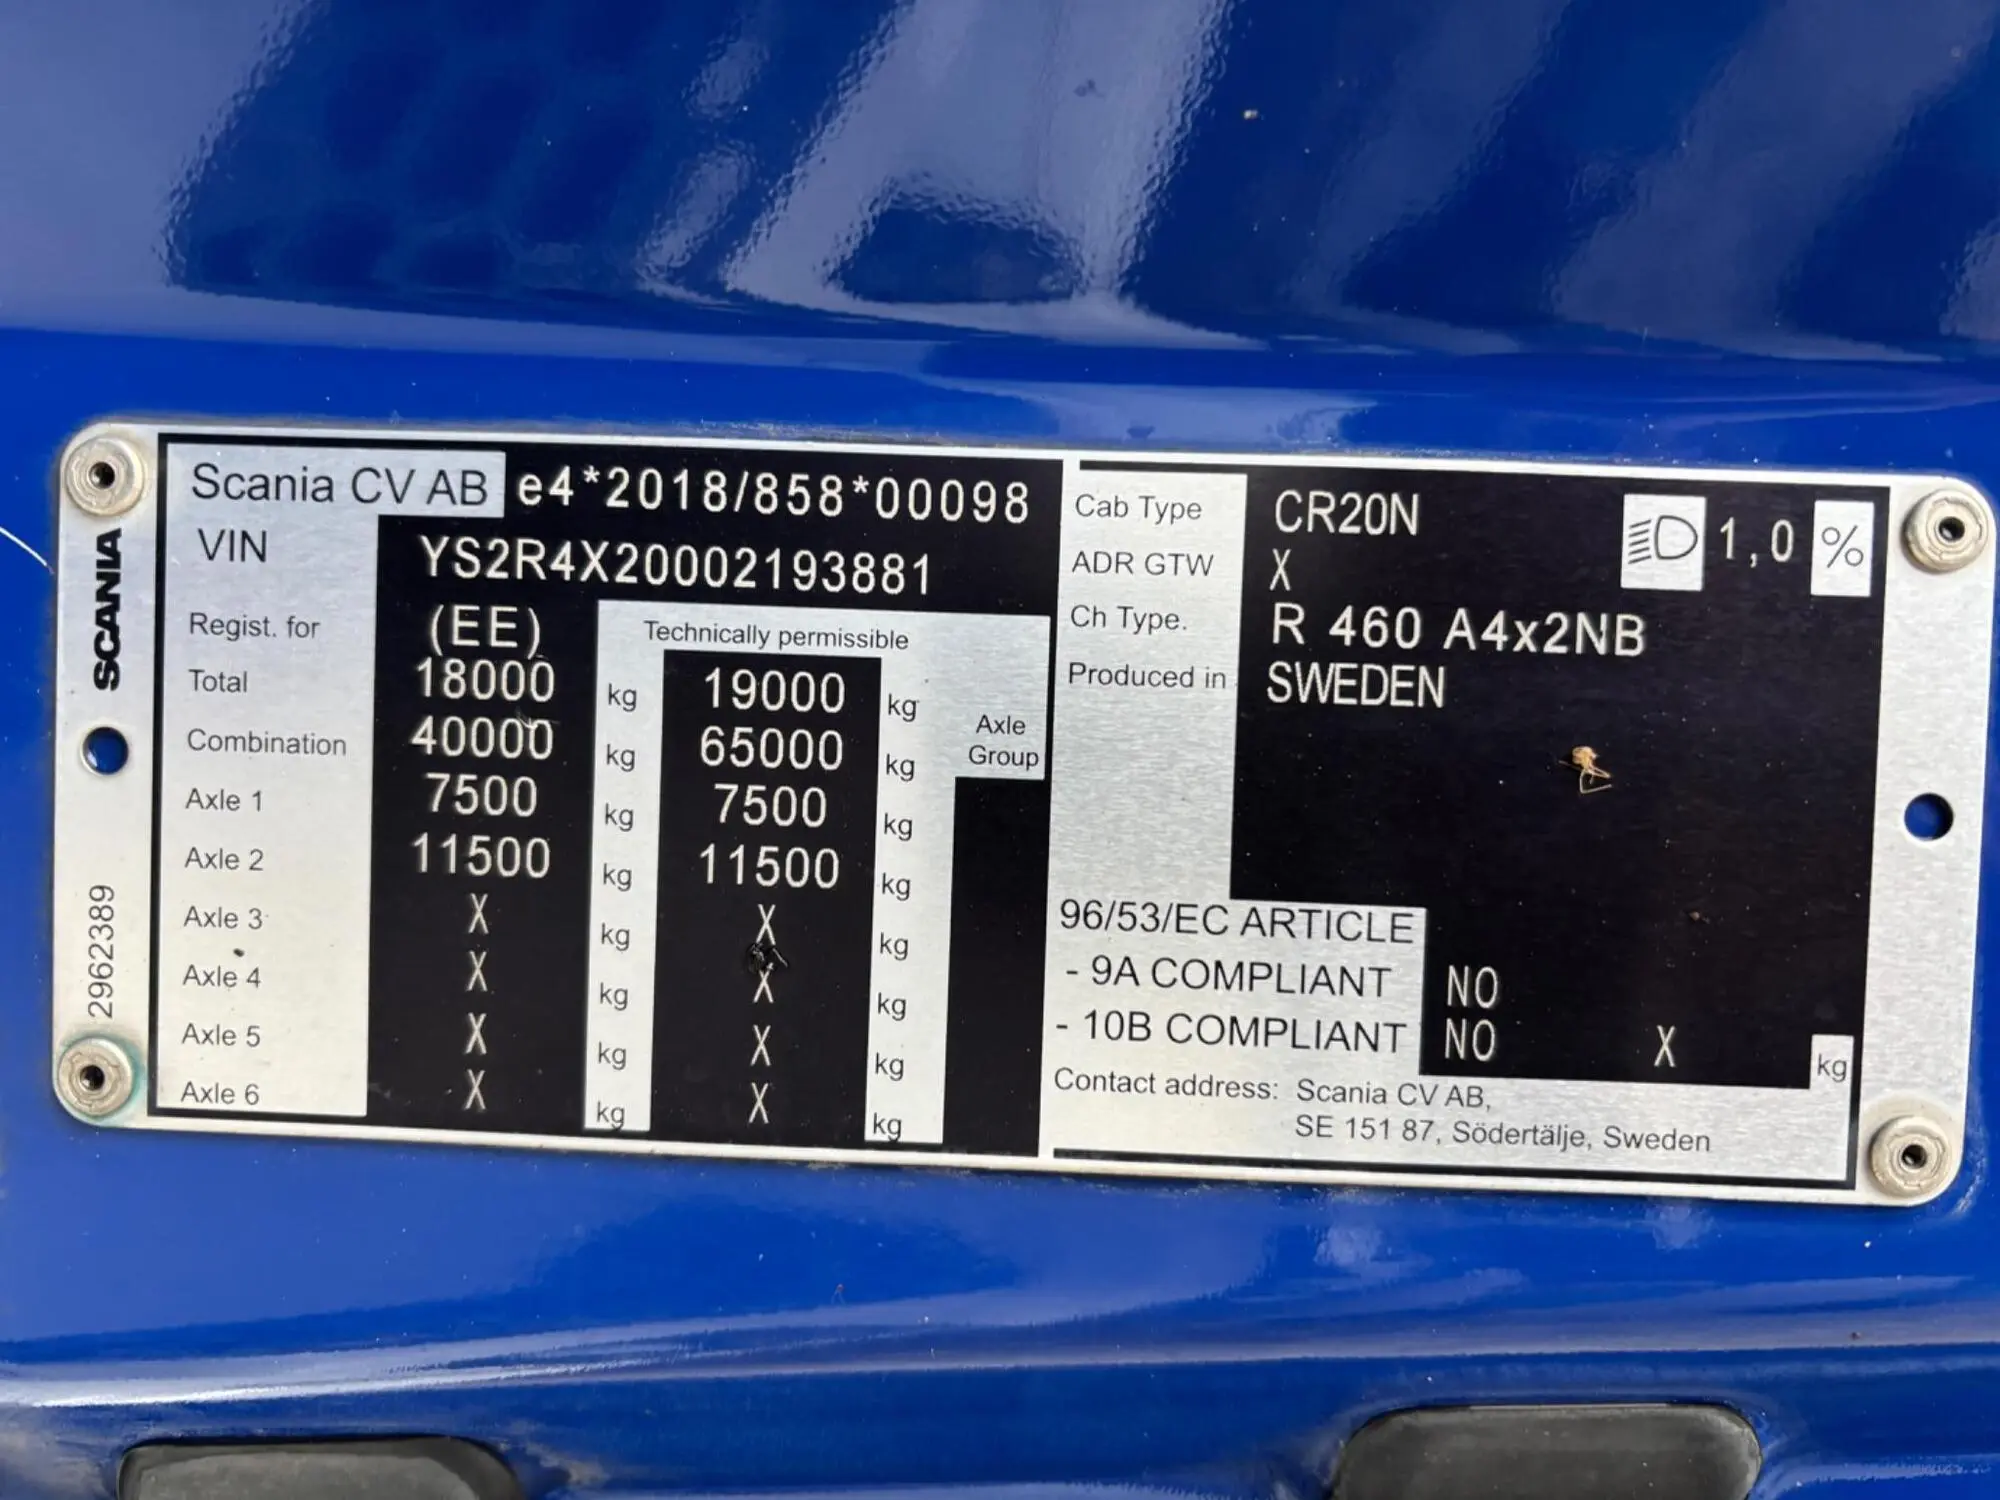 SCANIA
2962389
Scania CV AB e4*2018/858*00098
VIN YS2R4X20002193881
Regist. for (EE) Technically permissible
Total 18000 kg 19000 kg
Combination 40000 kg 65000 kg
Axle Group
Axle 1 7500 kg 7500 kg
Axle 2 11500 kg 11500 kg
Axle 3 X kg X kg
Axle 4 X kg X kg
Axle 5 X kg X kg
Axle 6 X kg X kg
Cab Type CR20N 1,0 %
ADR GTW X
Ch Type. R 460 A4x2NB
Produced in SWEDEN
96/53/EC ARTICLE
- 9A COMPLIANT NO
- 10B COMPLIANT NO X kg
Contact address: Scania CV AB,
SE 151 87, Södertälje, Sweden